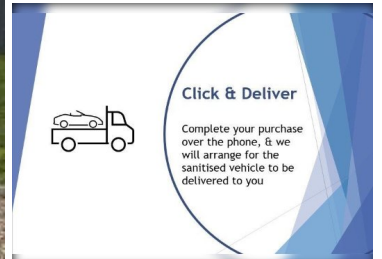 Click & Deliver
Complete your purchase
over the phone, & we
will arrange for the
sanitised vehicle to be
delivered to you